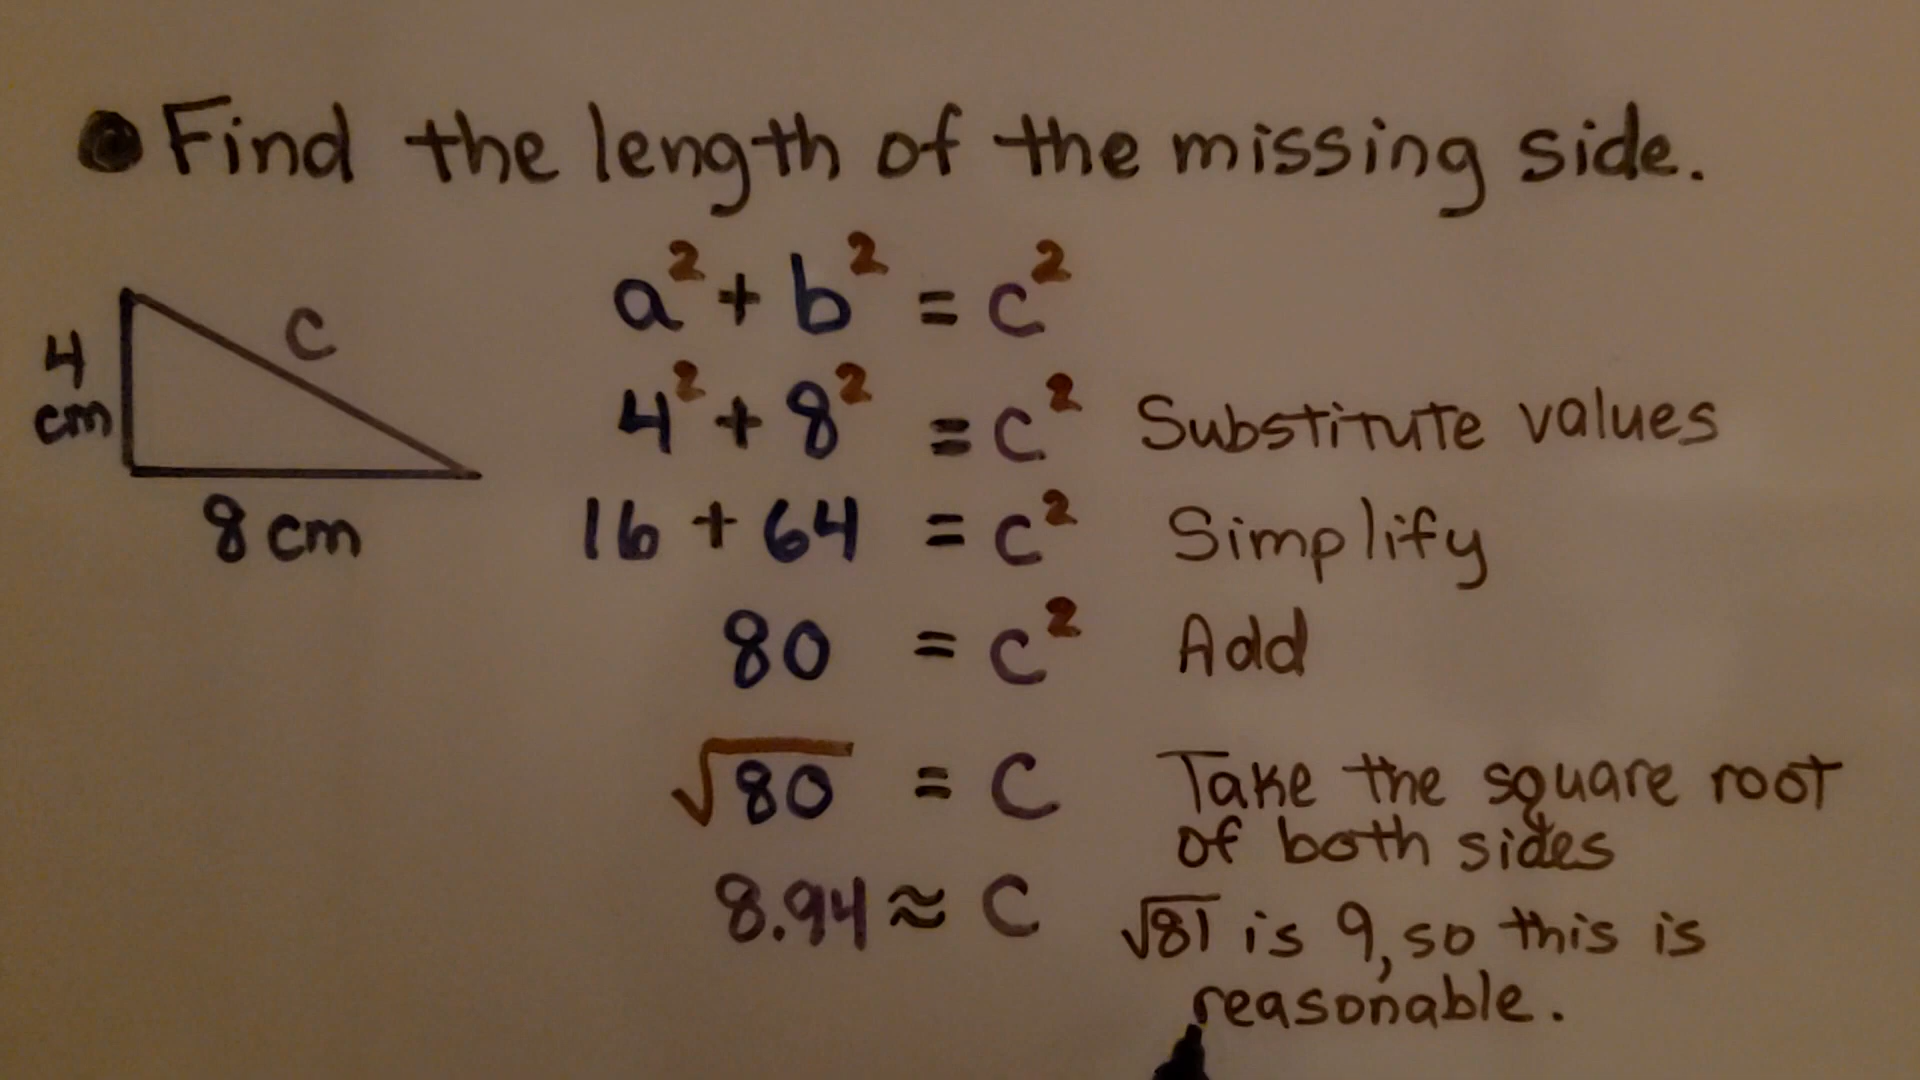 Find the length of the missing side.
a² + b² = c²
4
cm
c
8 cm
4² + 8² = c² Substitute values
16 + 64 = c² Simplify
80 = c² Add
√80 = c Take the square root
of both sides
8.94 ≈ c √81 is 9, so this is
reasonable.